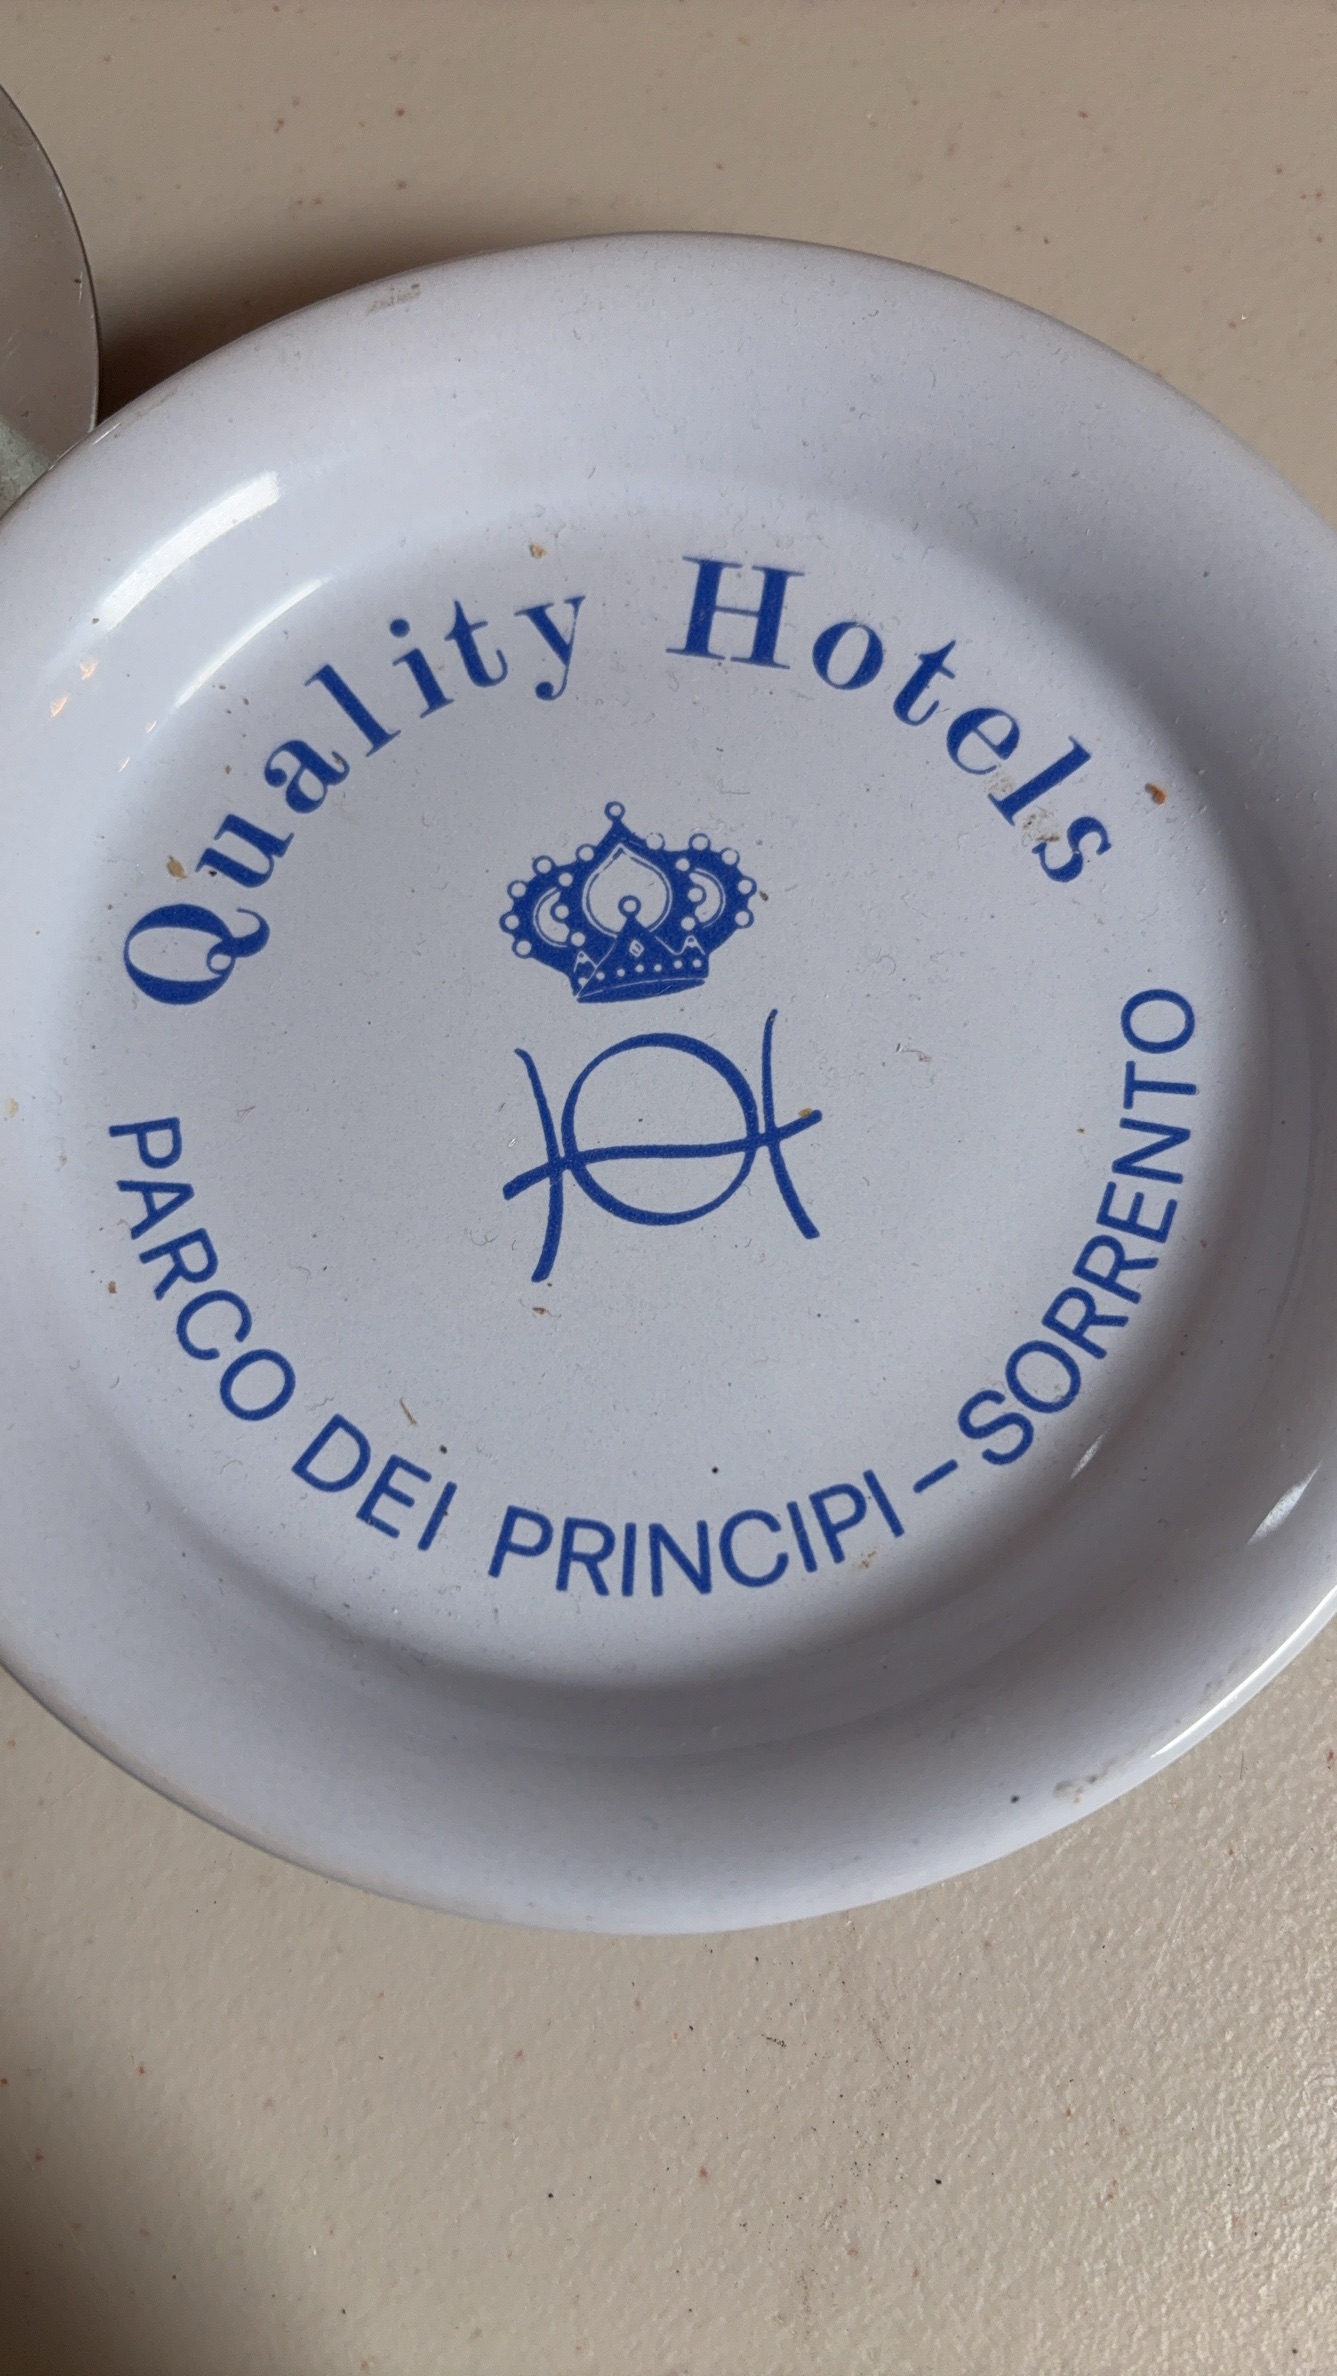 Quality Hotels
PARCO DEI PRINCIPI – SORRENTO